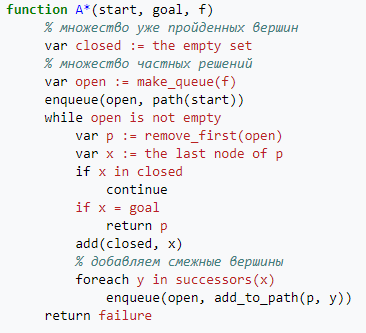 function A*(start, goal, f)
% множество уже пройденных вершин
var closed := the empty set
% множество частных решений
var open := make_queue(f)
enqueue(open, path(start))
while open is not empty
var p := remove_first(open)
var x := the last node of p
if x in closed
continue
if x = goal
return p
add(closed, x)
% добавляем смежные вершины
foreach y in successors(x)
enqueue(open, add_to_path(p, y))
return failure